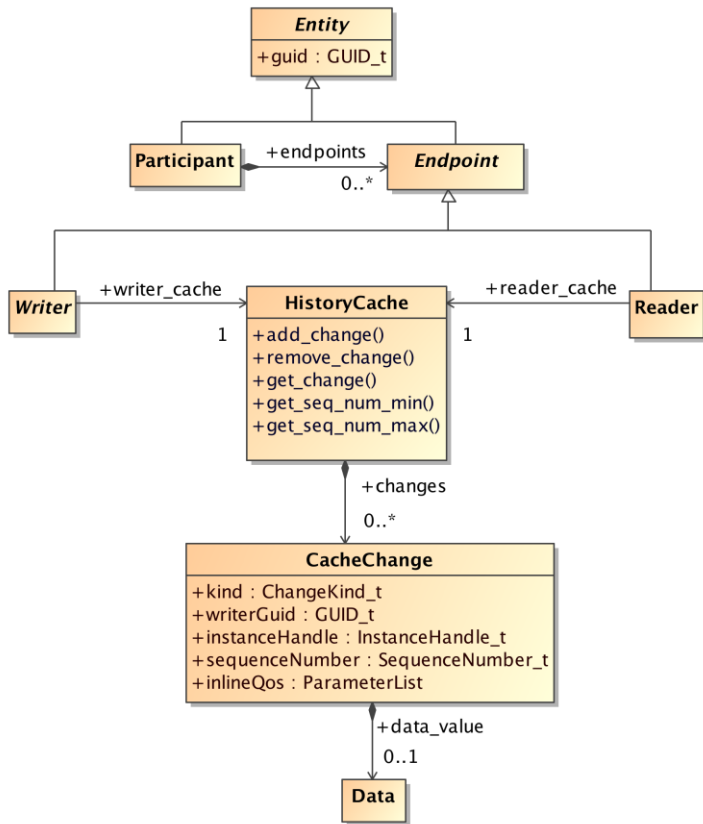 Entity
+guid : GUID_t
Participant
+endpoints
0..*
Endpoint
Writer
+writer_cache
1
HistoryCache
+add_change()
+remove_change()
+get_change()
+get_seq_num_min()
+get_seq_num_max()
+reader_cache
1
Reader
+changes
0..*
CacheChange
+kind : ChangeKind_t
+writerGuid : GUID_t
+instanceHandle : InstanceHandle_t
+sequenceNumber : SequenceNumber_t
+inlineQos : ParameterList
+data_value
0..1
Data